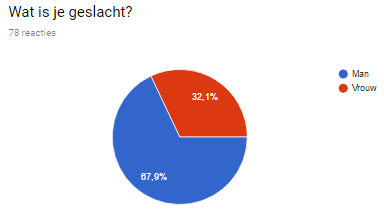 Wat is je geslacht?
78 reacties
Man
Vrouw
32,1%
67,9%